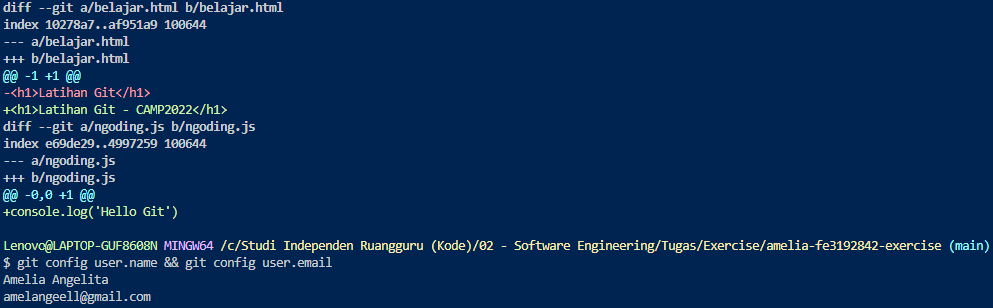 diff --git a/belajar.html b/belajar.html
index 10278a7..af951a9 100644
--- a/belajar.html
+++ b/belajar.html
@@ -1 +1 @@
-<h1>Latihan Git</h1>
+<h1>Latihan Git - CAMP2022</h1>
diff --git a/ngoding.js b/ngoding.js
index e69de29..4997259 100644
--- a/ngoding.js
+++ b/ngoding.js
@@ -0,0 +1 @@
+console.log('Hello Git')
Lenovo@LAPTOP-GUF8608N MINGW64 /c/Studi Independen Ruangguru (Kode)/02 - Software Engineering/Tugas/Exercise/amelia-fe3192842-exercise (main)
$ git config user.name && git config user.email
Amelia Angelita
amelangeell@gmail.com